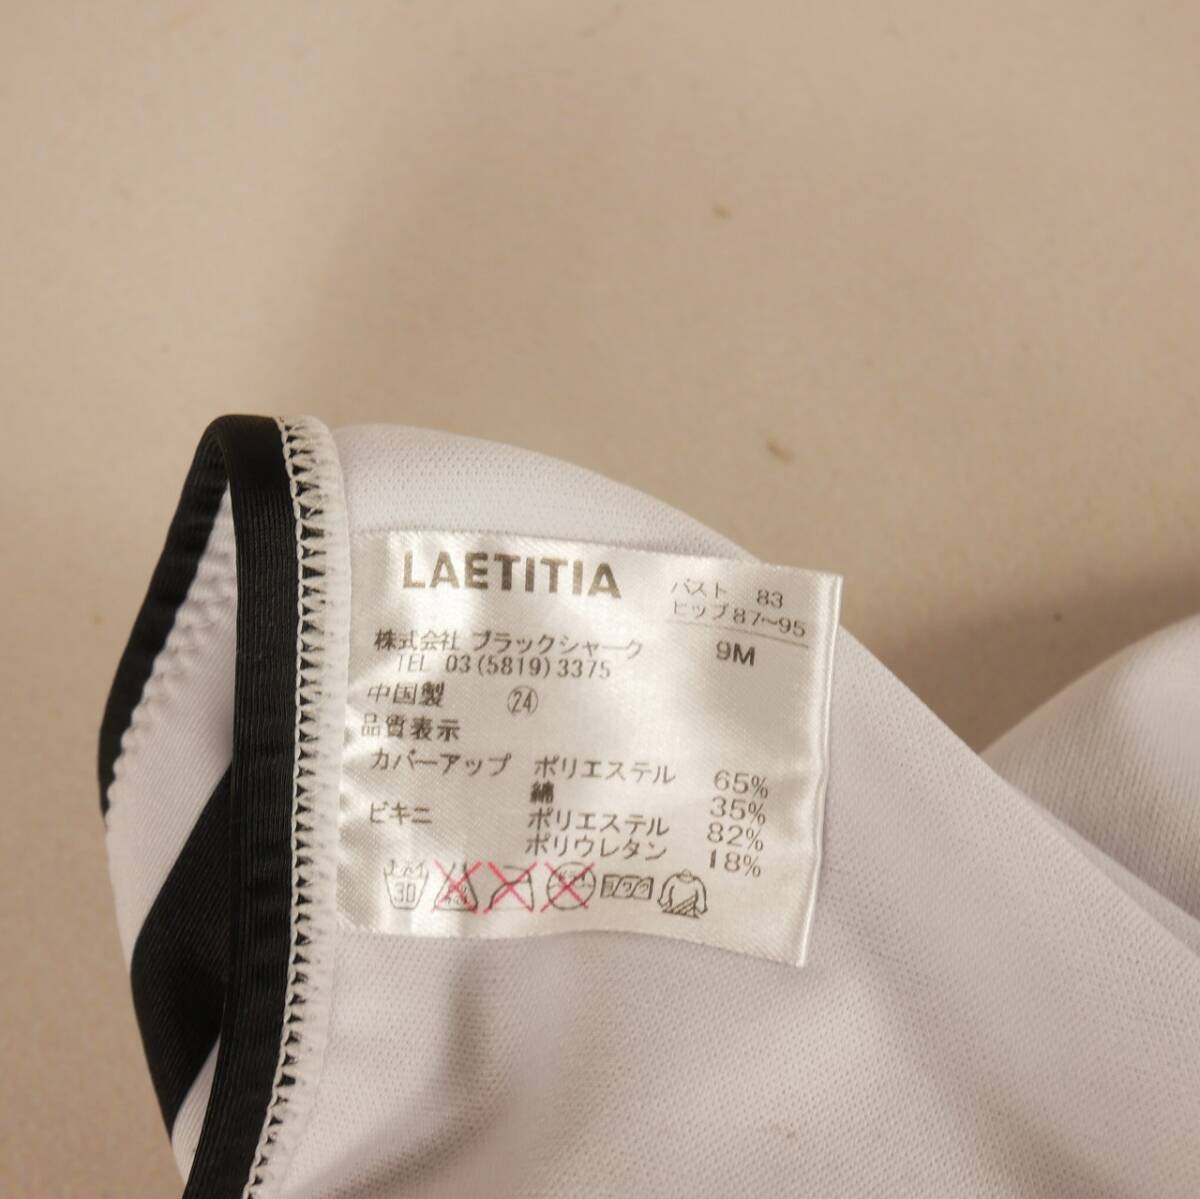 LAETITIA
バスト 83
ヒップ 87~95
9M
株式会社 ブラックシャーク
TEL 03(5819)3375
中国製 ㉔
品質表示
カバーアップ ポリエステル 65%
綿 35%
ビキニ ポリエステル 82%
ポリウレタン 18%
30